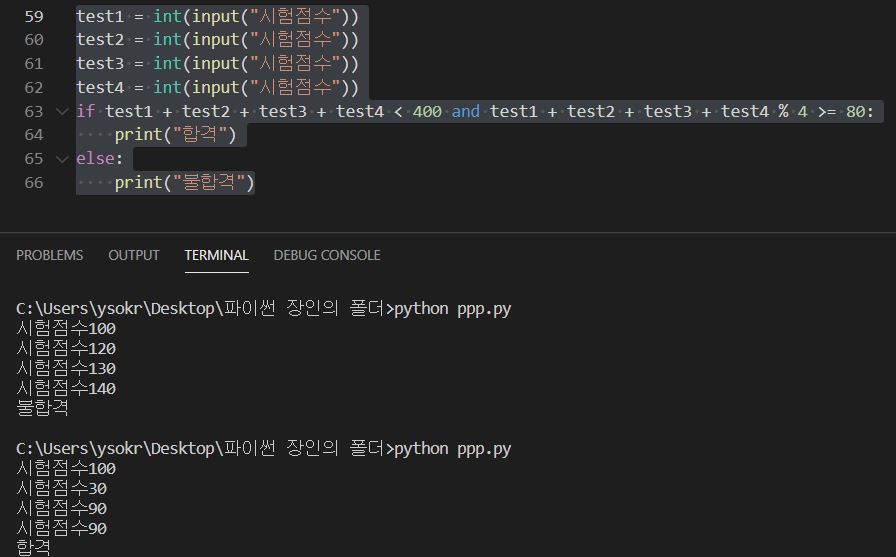 59 test1 = int(input("시험점수"))
60 test2 = int(input("시험점수"))
61 test3 = int(input("시험점수"))
62 test4 = int(input("시험점수"))
63 if test1 + test2 + test3 + test4 < 400 and test1 + test2 + test3 + test4 % 4 >= 80:
64     print("합격")
65 else:
66     print("불합격")
PROBLEMS OUTPUT TERMINAL DEBUG CONSOLE
C:\Users\ysokr\Desktop\파이썬 장인의 폴더>python ppp.py
시험점수100
시험점수120
시험점수130
시험점수140
불합격
C:\Users\ysokr\Desktop\파이썬 장인의 폴더>python ppp.py
시험점수100
시험점수30
시험점수90
시험점수90
합격